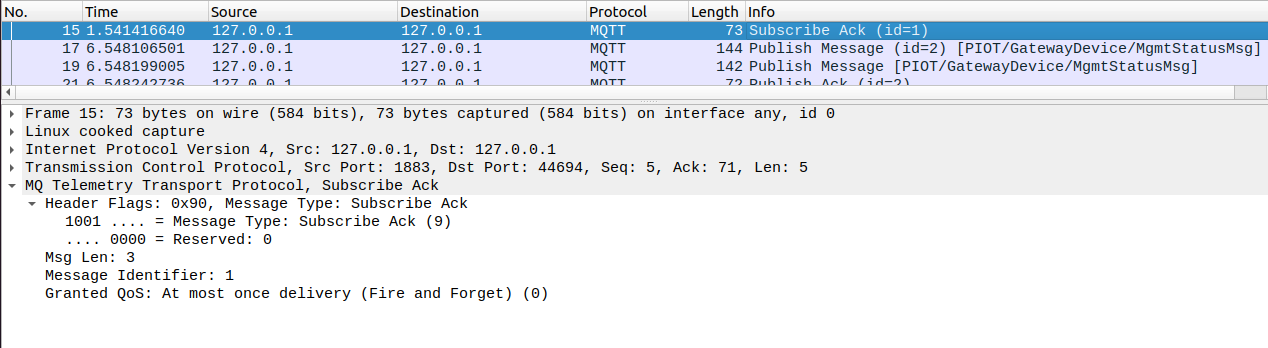 No. Time Source Destination Protocol Length Info
15 1.541416640 127.0.0.1 127.0.0.1 MQTT 73 Subscribe Ack (id=1)
17 6.548106501 127.0.0.1 127.0.0.1 MQTT 144 Publish Message (id=2) [PIOT/GatewayDevice/MgmtStatusMsg]
19 6.548199005 127.0.0.1 127.0.0.1 MQTT 142 Publish Message [PIOT/GatewayDevice/MgmtStatusMsg]
21 6.548242736 127.0.0.1 127.0.0.1 MQTT 72 Publish Ack (id=2)
Frame 15: 73 bytes on wire (584 bits), 73 bytes captured (584 bits) on interface any, id 0
Linux cooked capture
Internet Protocol Version 4, Src: 127.0.0.1, Dst: 127.0.0.1
Transmission Control Protocol, Src Port: 1883, Dst Port: 44694, Seq: 5, Ack: 71, Len: 5
MQ Telemetry Transport Protocol, Subscribe Ack
Header Flags: 0x90, Message Type: Subscribe Ack
1001 .... = Message Type: Subscribe Ack (9)
.... 0000 = Reserved: 0
Msg Len: 3
Message Identifier: 1
Granted QoS: At most once delivery (Fire and Forget) (0)